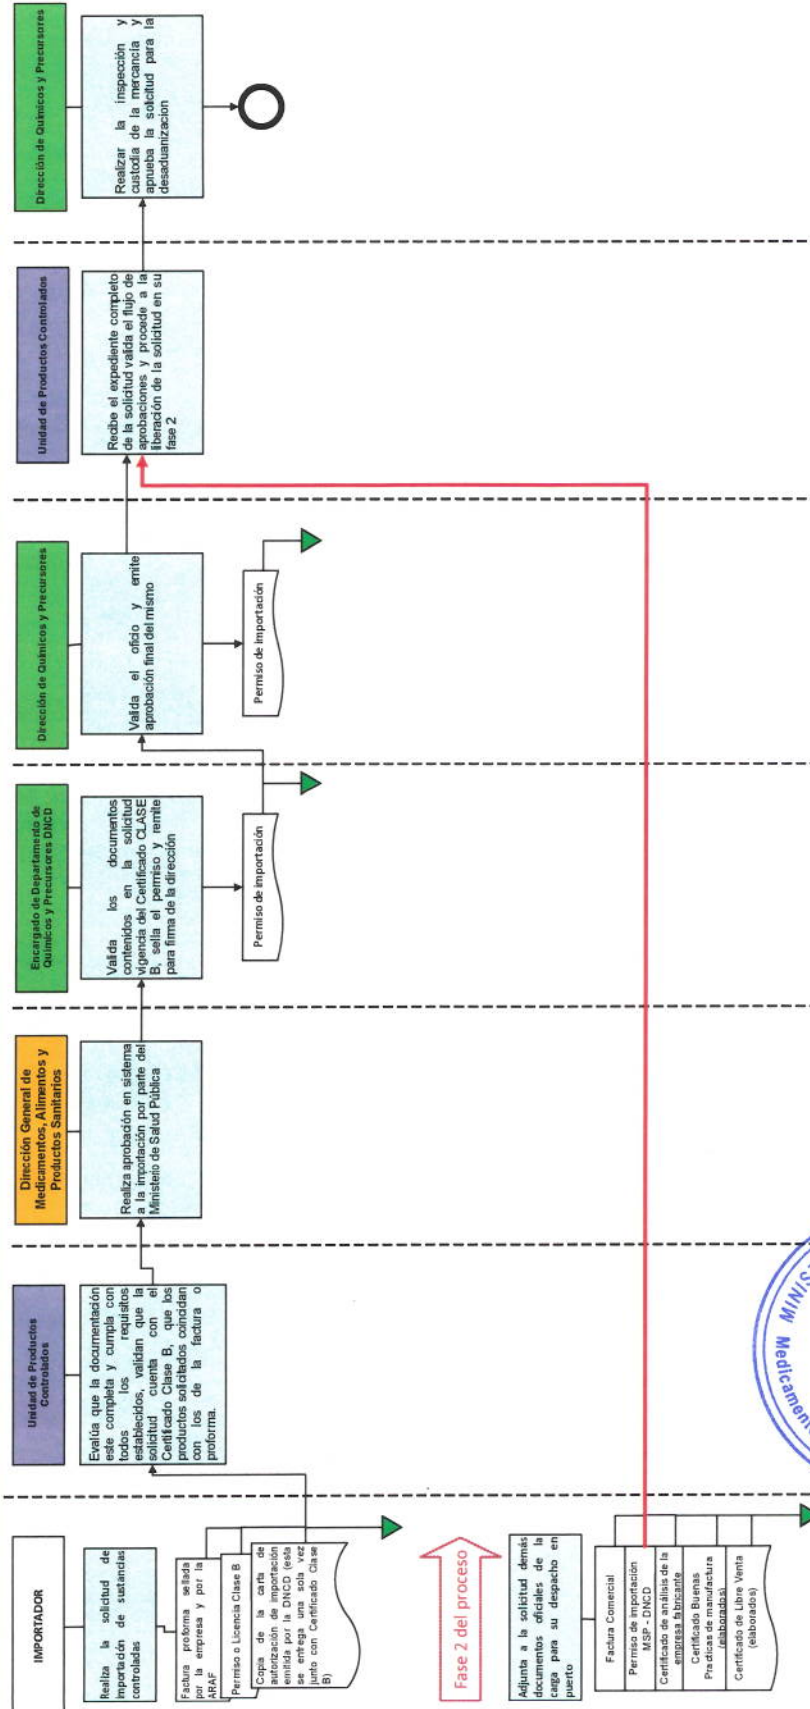 IMPORTADOR
Realiza la solicitud de
importación de sustancias
controladas
Factura proforma sellada
por la empresa y por la
ARAF
Permiso o Licencia Clase B
Copia de la carta de
autorización de importación
emitida por la DNCD (esta
se entrega una sola vez
junto con Certificado Clase
B)
Fase 2 del proceso
Adjunta a la solicitud demás
documentos oficiales de la
carga para su despacho en
puerto
Factura Comercial
Permiso de importación
MSP - DNCD
Certificado de análisis de la
empresa fabricante
Certificado Buenas
Practicas de manufactura
(elaborados)
Certificado de Libre Venta
(elaborados)
Unidad de Productos
Controlados
Evalúa que la documentación
este completa y cumpla con
todos los requisitos
establecidos, validan que la
solicitud cuenta con el
Certificado Clase B, que los
productos solicitados coincidan
con los de la factura o
proforma.
Dirección General de
Medicamentos, Alimentos y
Productos Sanitarios
Realiza aprobación en sistema
a la importación por parte del
Ministerio de Salud Pública
Encargado de Departamento de
Químicos y Precursores DNCD
Valida los documentos
contenidos en la solicitud
vigencia del Certificado CLASE
B, sella el permiso y remite
para firma de la dirección
Permiso de importación
Dirección de Químicos y Precursores
Valida el oficio y emite
aprobación final del mismo
Permiso de importación
Unidad de Productos Controlados
Recibe el expediente completo
de la solicitud valida el flujo de
aprobaciones y procede a la
liberación de la solicitud en su
fase 2
Dirección de Químicos y Precursores
Realizar la inspección y
custodia de la mercancía y
aprueba la solicitud para la
desaduanizacion